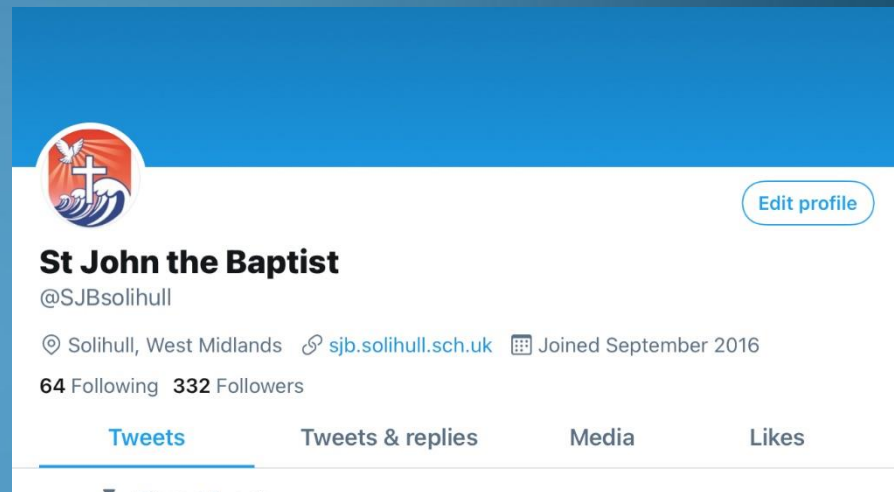 Edit profile
St John the Baptist
@SJBsolihull
Solihull, West Midlands sjb.solihull.sch.uk Joined September 2016
64 Following 332 Followers
Tweets Tweets & replies Media Likes